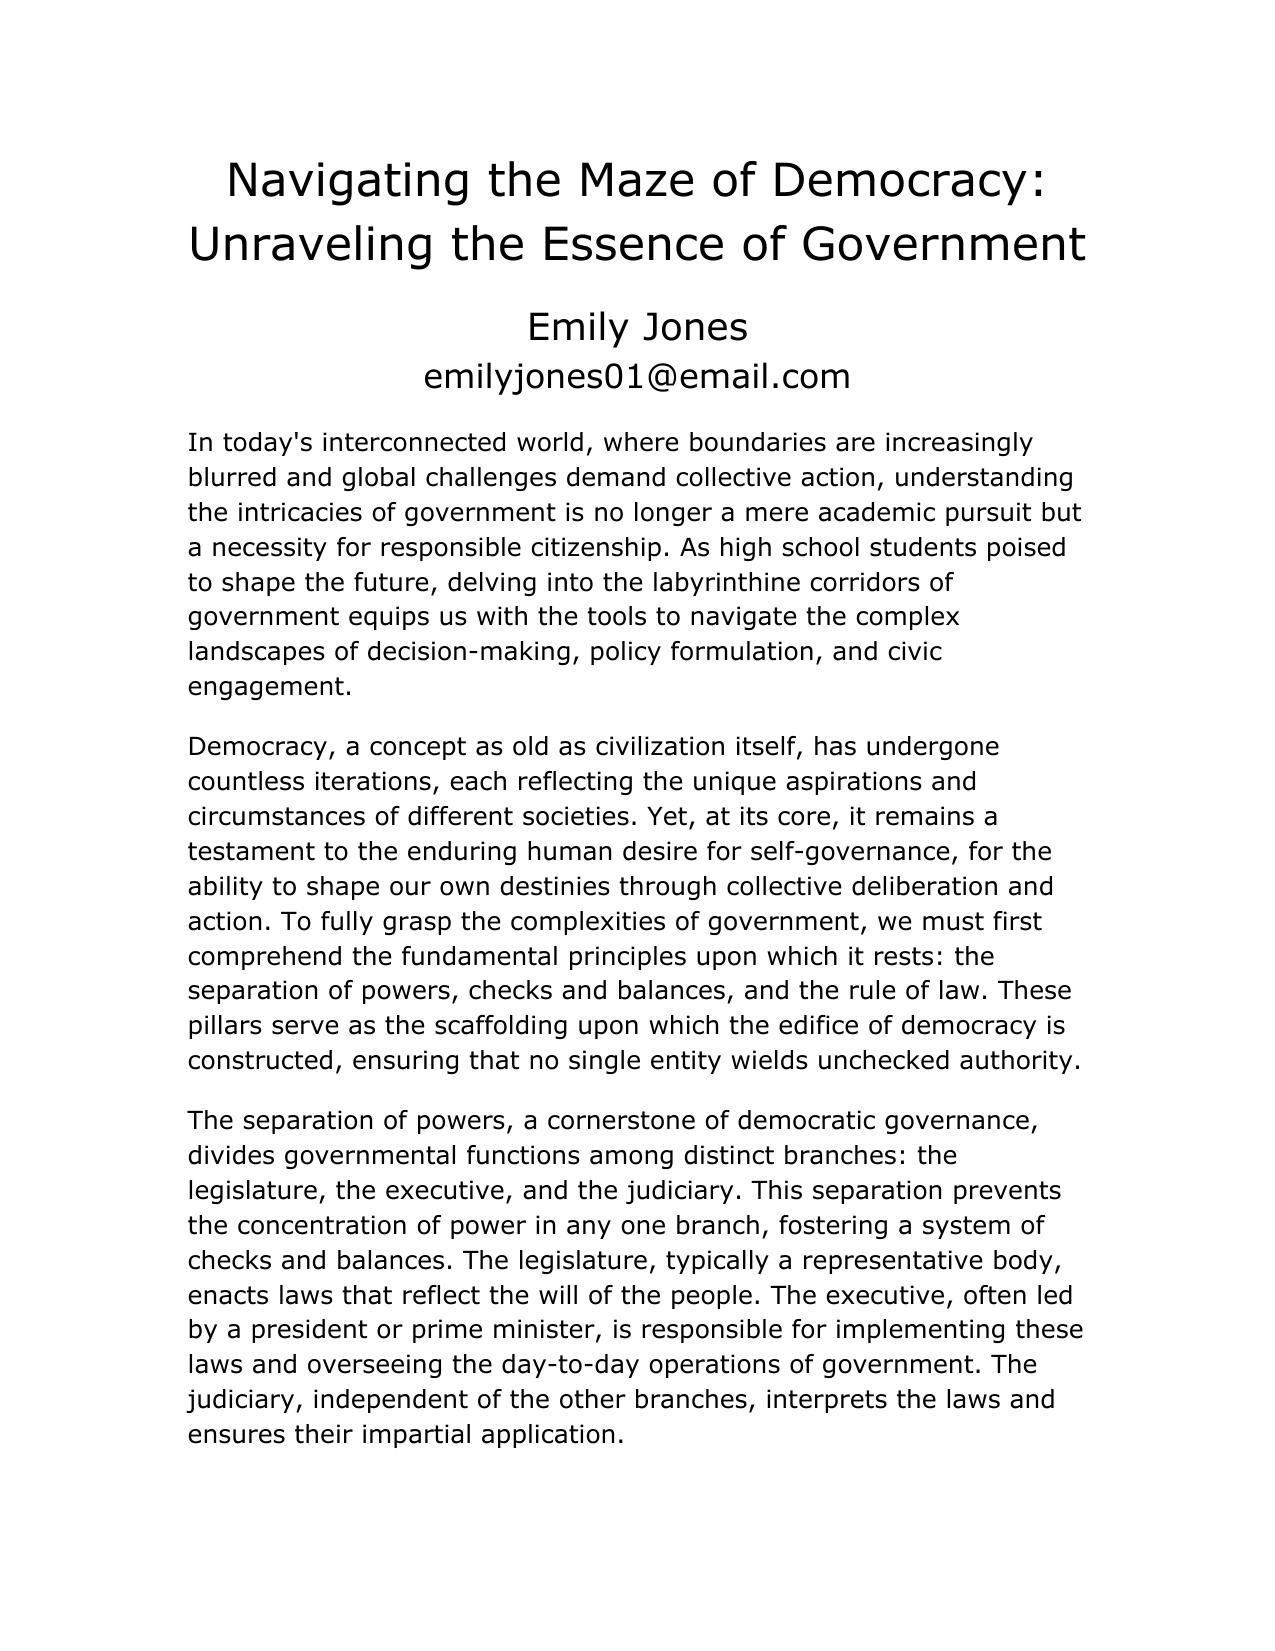 Navigating the Maze of Democracy:
Unraveling the Essence of Government
Emily Jones
emilyjones01@email.com
In today's interconnected world, where boundaries are increasingly
blurred and global challenges demand collective action, understanding
the intricacies of government is no longer a mere academic pursuit but
a necessity for responsible citizenship. As high school students poised
to shape the future, delving into the labyrinthine corridors of
government equips us with the tools to navigate the complex
landscapes of decision-making, policy formulation, and civic
engagement.
Democracy, a concept as old as civilization itself, has undergone
countless iterations, each reflecting the unique aspirations and
circumstances of different societies. Yet, at its core, it remains a
testament to the enduring human desire for self-governance, for the
ability to shape our own destinies through collective deliberation and
action. To fully grasp the complexities of government, we must first
comprehend the fundamental principles upon which it rests: the
separation of powers, checks and balances, and the rule of law. These
pillars serve as the scaffolding upon which the edifice of democracy is
constructed, ensuring that no single entity wields unchecked authority.
The separation of powers, a cornerstone of democratic governance,
divides governmental functions among distinct branches: the
legislature, the executive, and the judiciary. This separation prevents
the concentration of power in any one branch, fostering a system of
checks and balances. The legislature, typically a representative body,
enacts laws that reflect the will of the people. The executive, often led
by a president or prime minister, is responsible for implementing these
laws and overseeing the day-to-day operations of government. The
judiciary, independent of the other branches, interprets the laws and
ensures their impartial application.